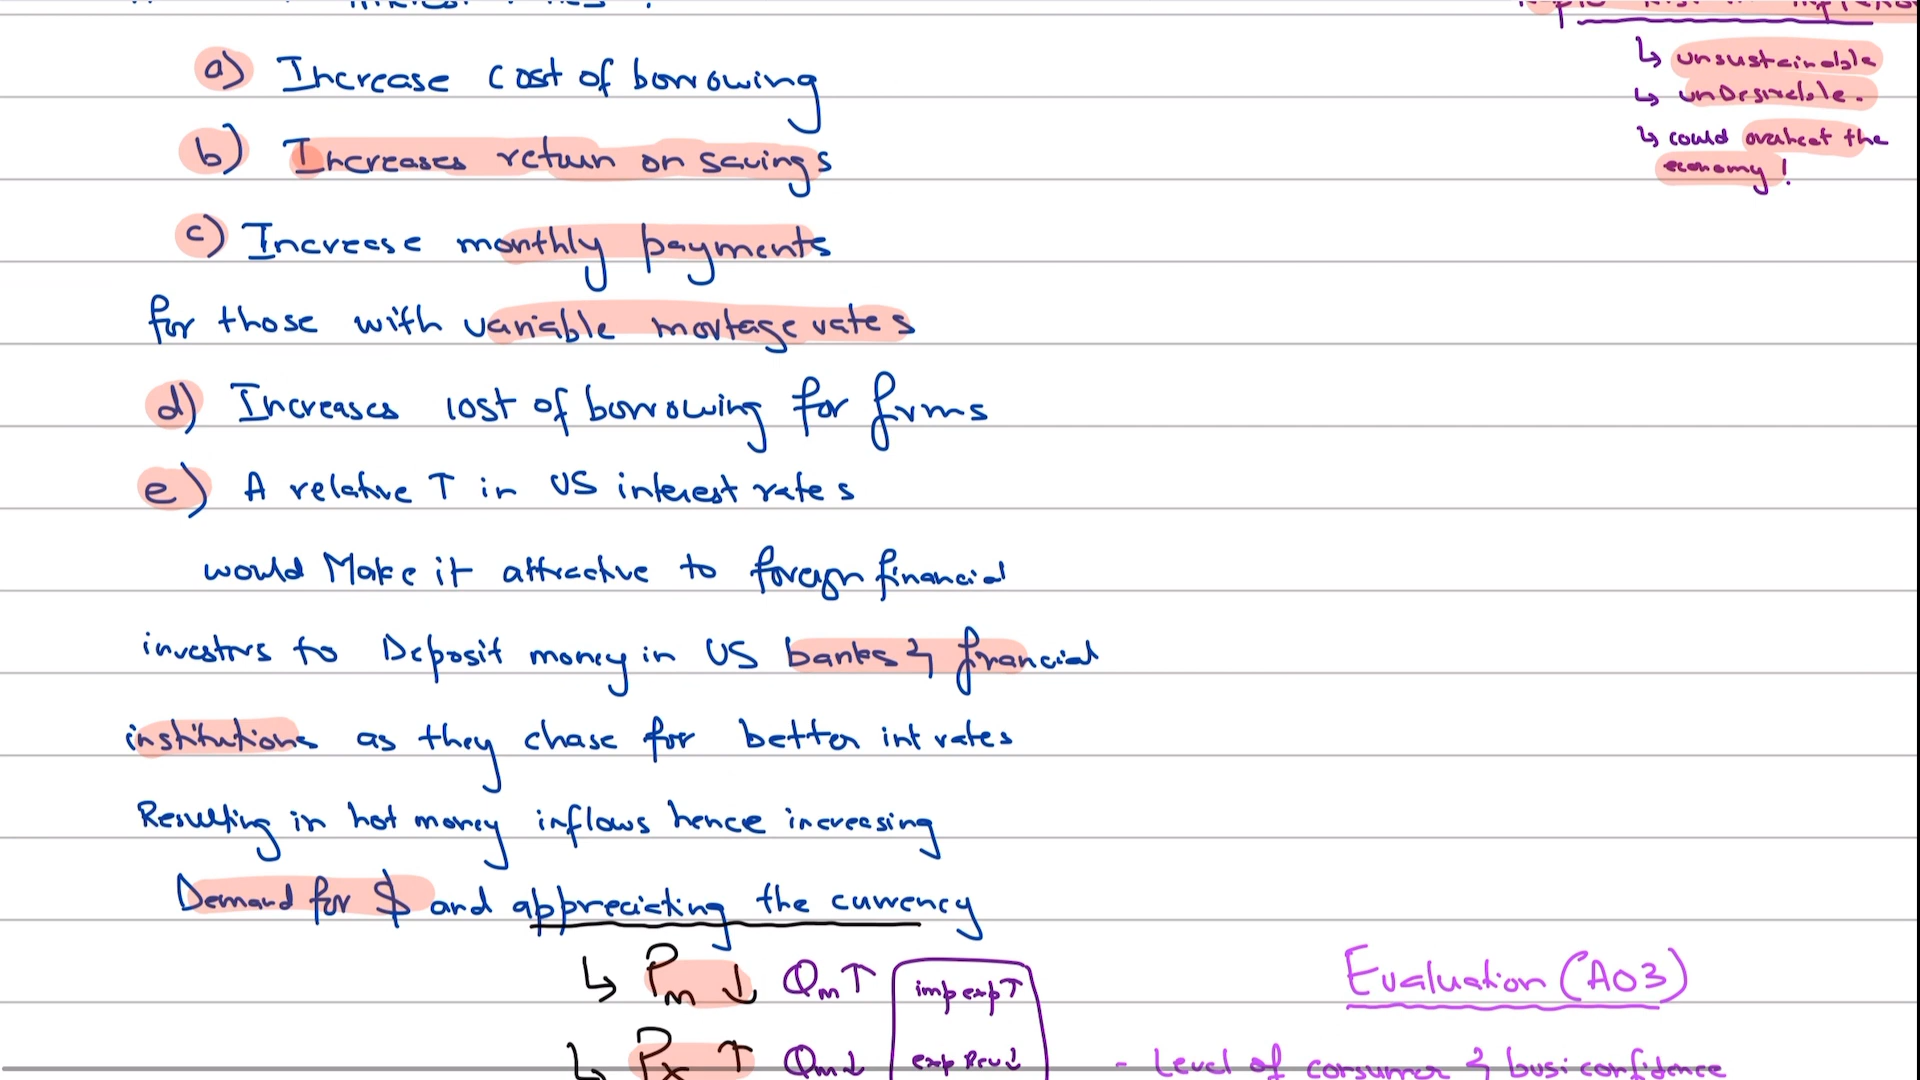 a) Increase cost of borrowing
b) Increases return on savings
c) Increase monthly payments
for those with variable mortage rates
d) Increases cost of borrowing for firms
e) A relative ↑ in US interest rates
would Make it attractive to foreign financial
investors to Deposit money in US banks & financial
institutions as they chase for better int rates
Resulting in hot money inflows hence increasing
Demand for $ and appreciating the currency
↳ Pm ↓ Qm ↑ imp exp ↑
↳ Px ↑ Qm ↓ exp Rev ↓
↳ unsustainable
↳ unDesirable.
↳ could overheat the
economy!
Evaluation (AO3)
- Level of consumer & busi confidence